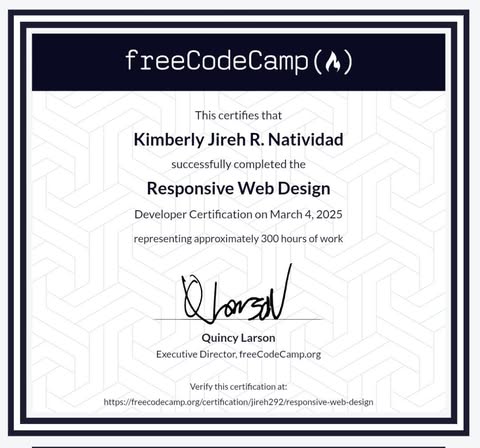 freeCodeCamp(🔥)
This certifies that
Kimberly Jireh R. Natividad
successfully completed the
Responsive Web Design
Developer Certification on March 4, 2025
representing approximately 300 hours of work
Q Larson
Quincy Larson
Executive Director, freeCodeCamp.org
Verify this certification at:
https://freecodecamp.org/certification/jireh292/responsive-web-design